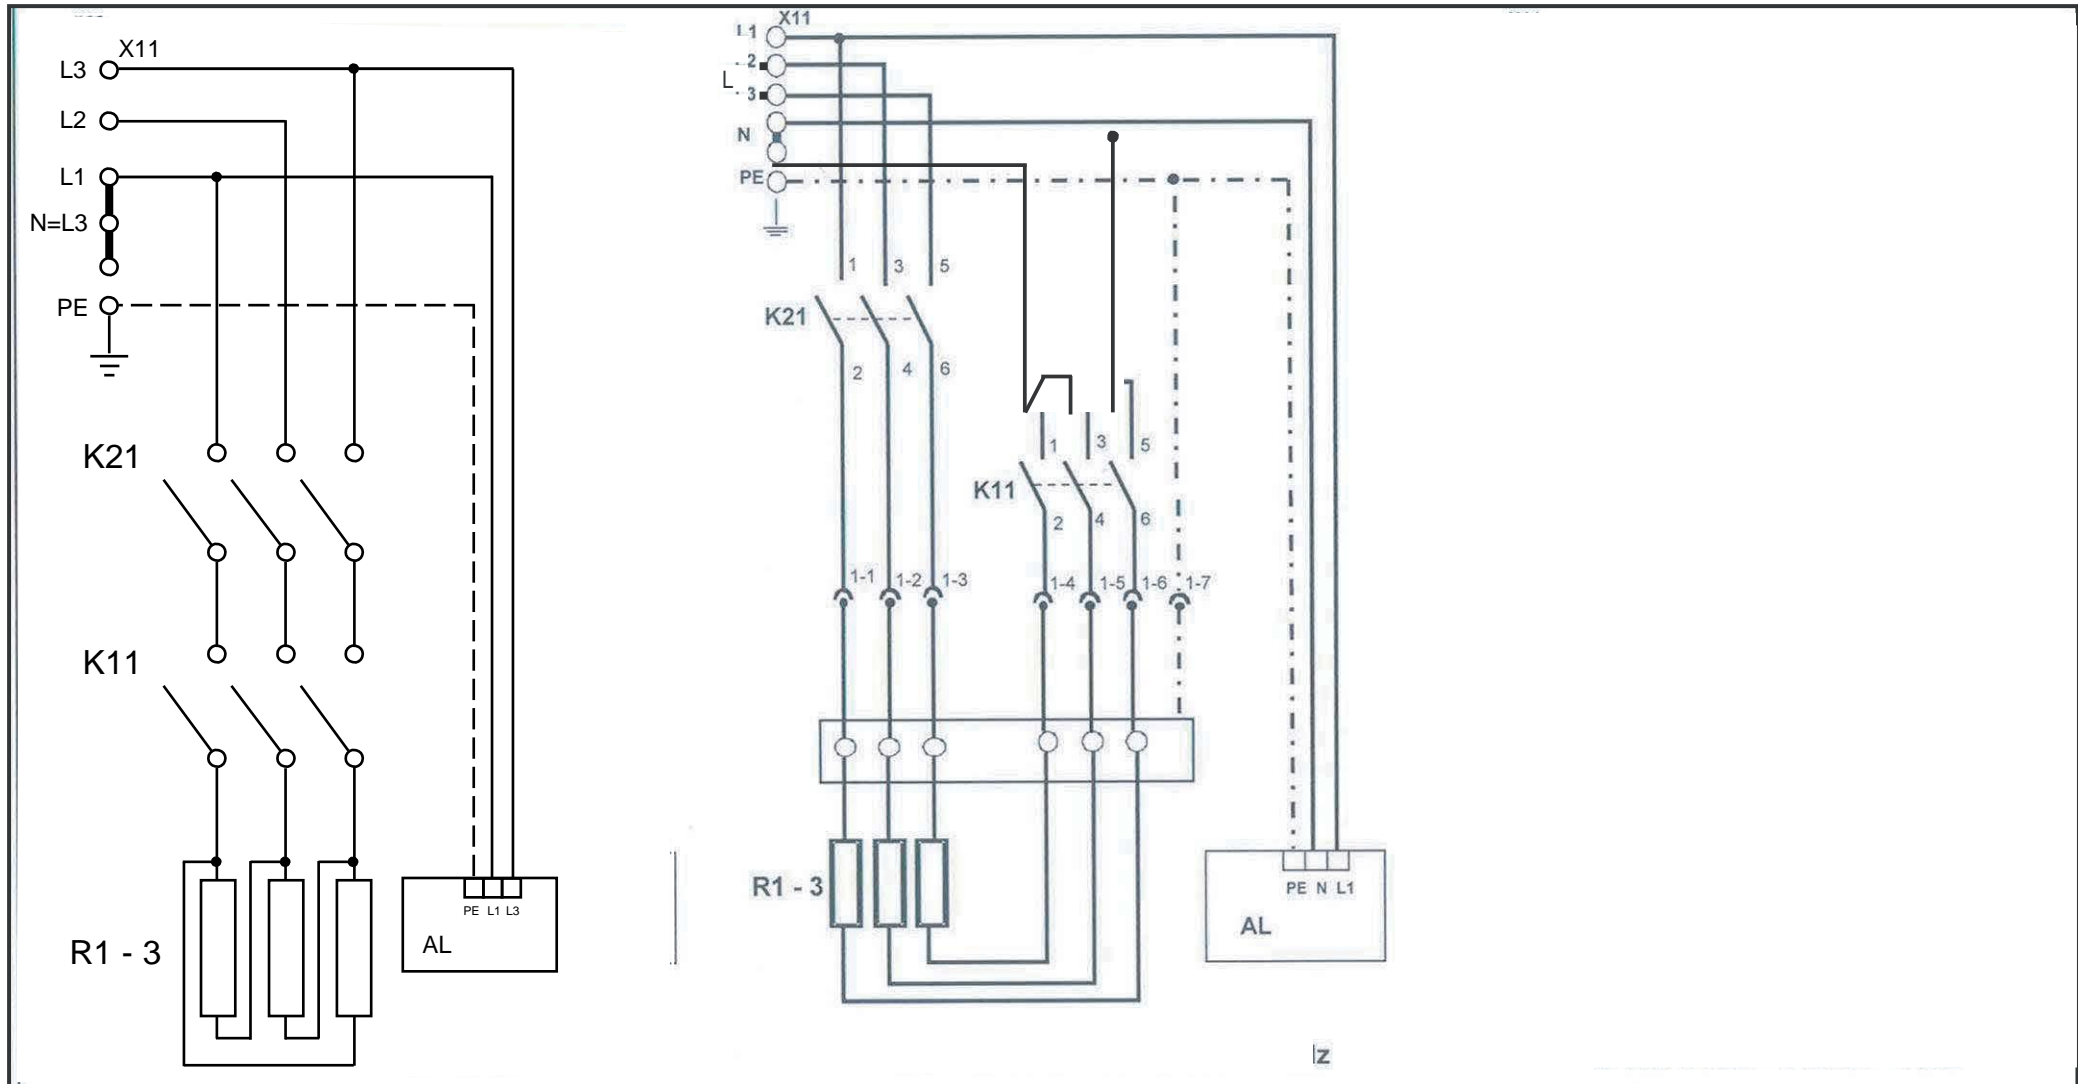 X11
L3
L2
L1
N=L3
PE
K21
K11
R1 - 3
PE L1 L3
AL
X11
L1
2
L
3
N
PE
1 3 5
K21
2 4 6
1 3 5
K11
2 4 6
1-1 1-2 1-3 1-4 1-5 1-6 1-7
R1 - 3
PE N L1
AL
z